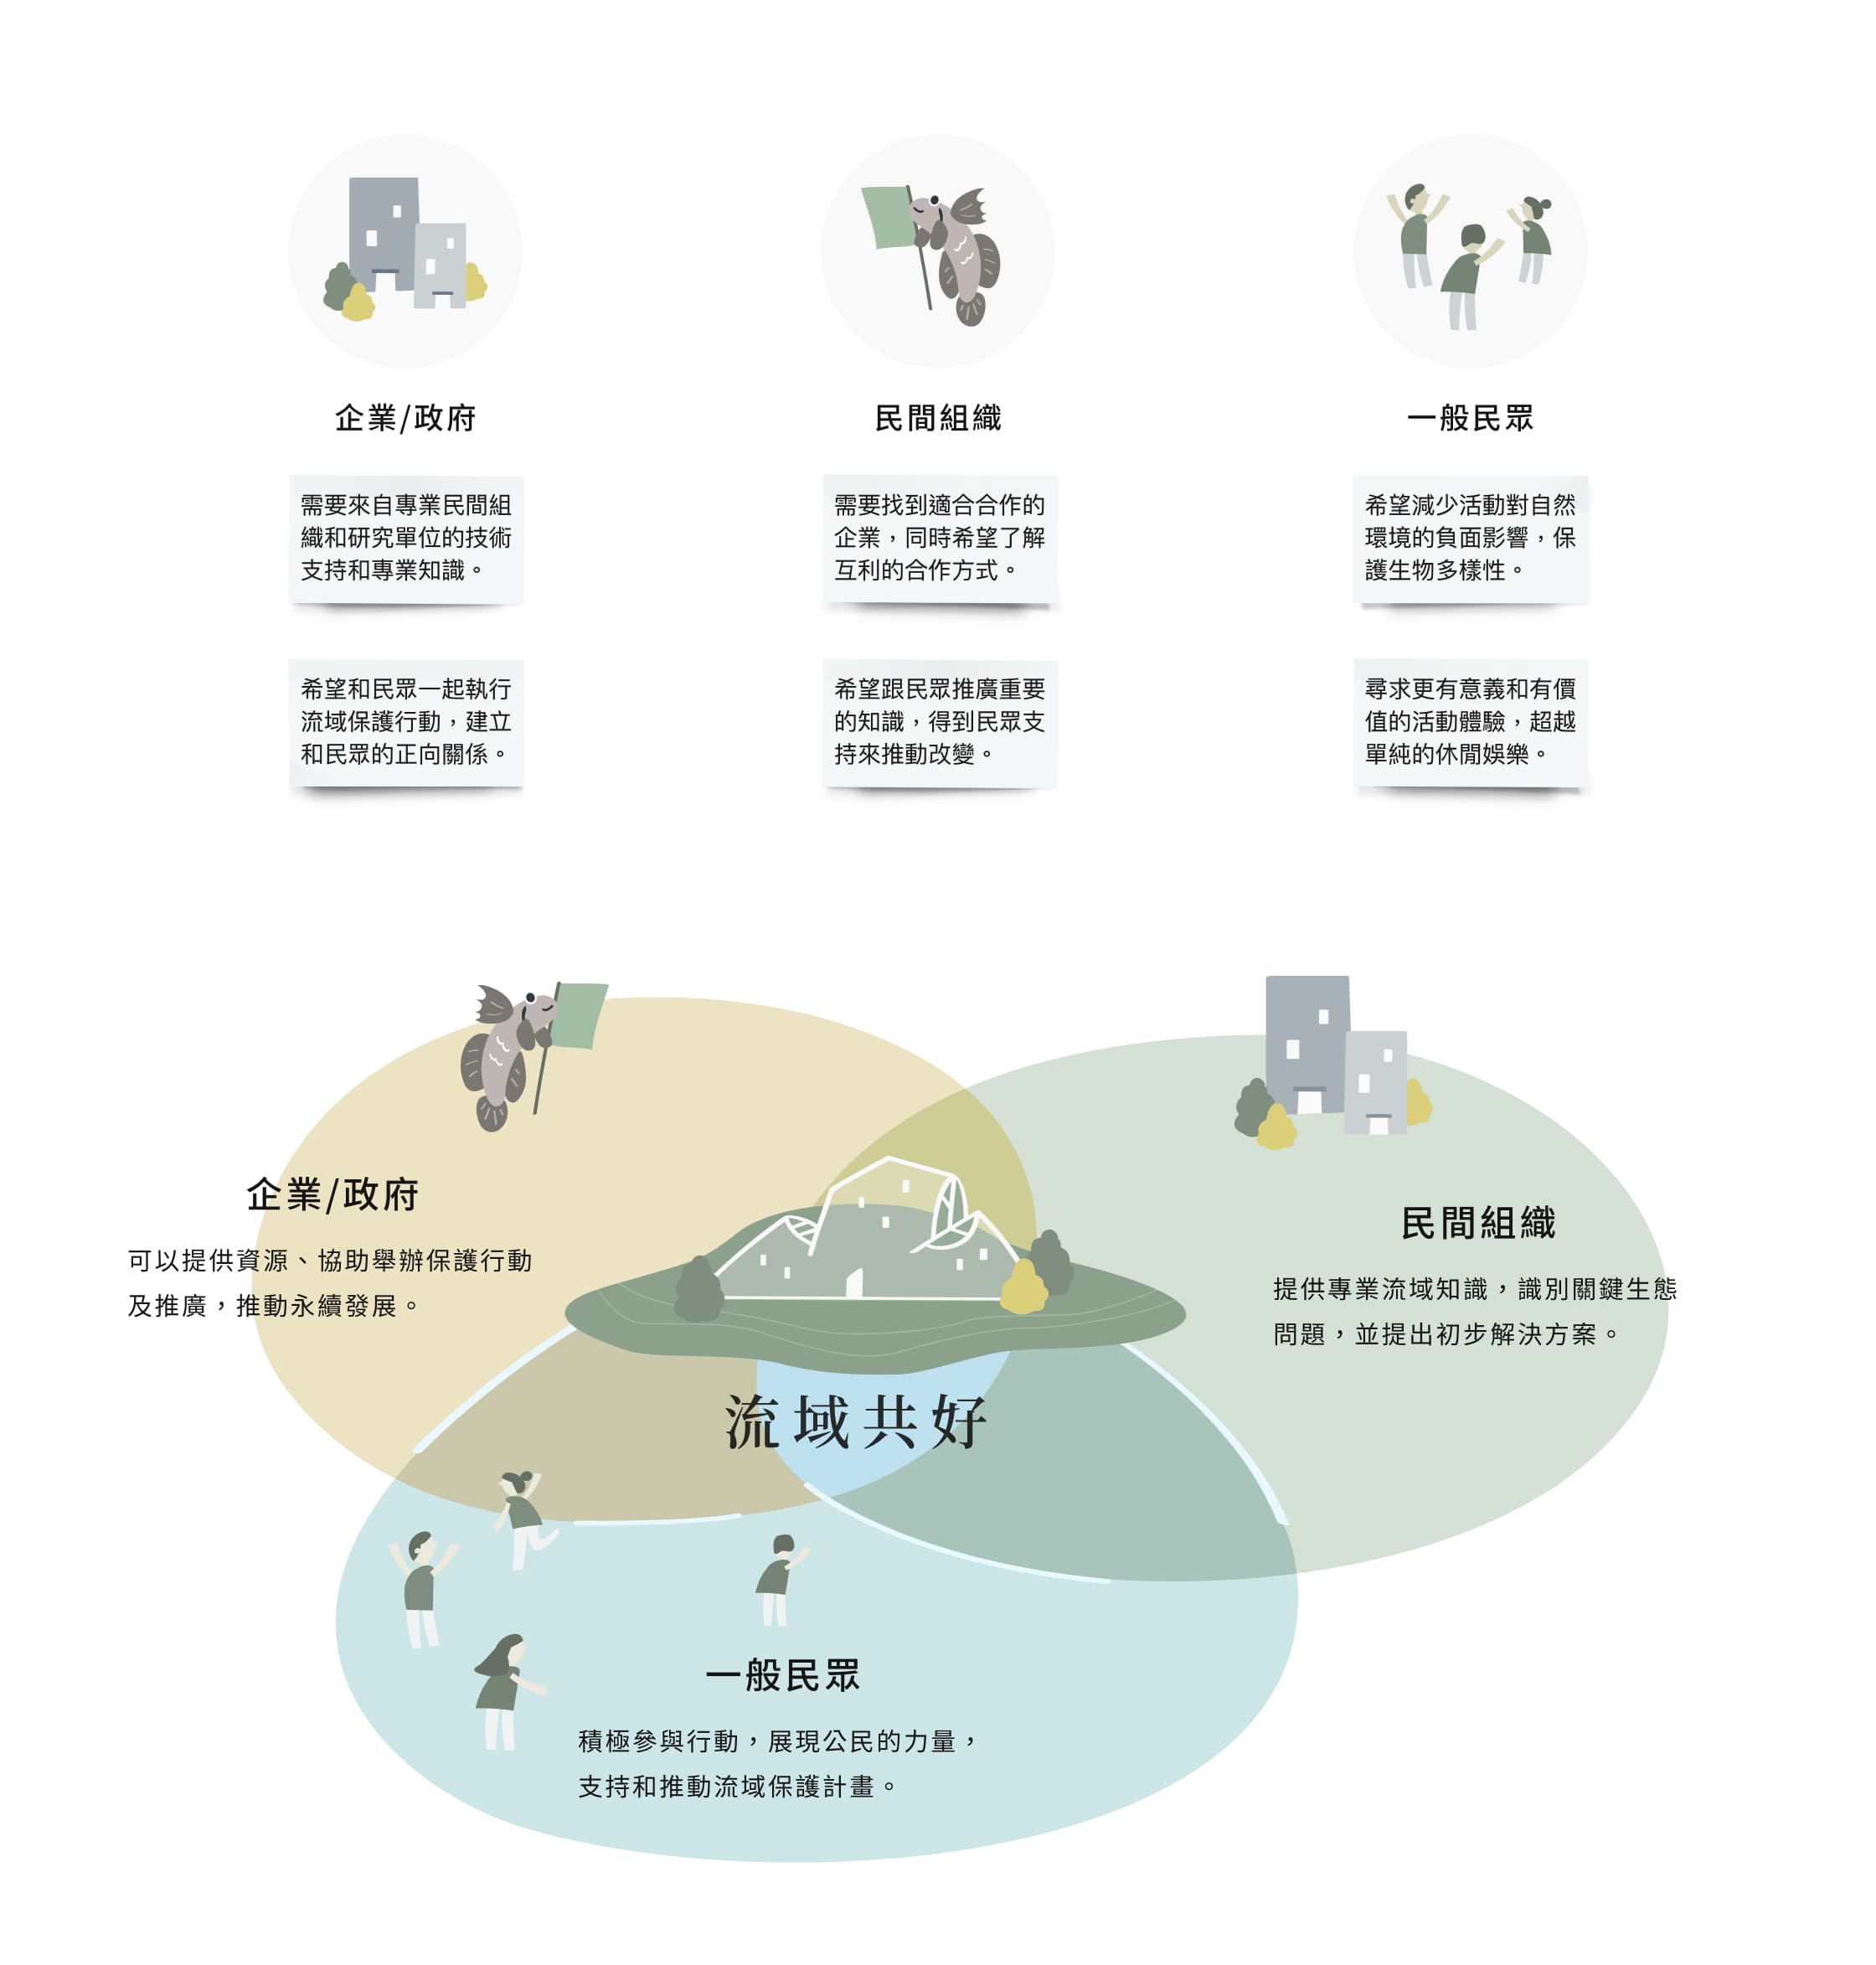 企業/政府
需要來自專業民間組
織和研究單位的技術
支持和專業知識。
希望和民眾一起執行
流域保護行動，建立
和民眾的正向關係。
民間組織
需要找到適合合作的
企業，同時希望了解
互利的合作方式。
希望跟民眾推廣重要
的知識，得到民眾支
持來推動改變。
一般民眾
希望減少活動對自然
環境的負面影響，保
護生物多樣性。
尋求更有意義和有價
值的活動體驗，超越
單純的休閒娛樂。
企業/政府
可以提供資源、協助舉辦保護行動
及推廣，推動永續發展。
民間組織
提供專業流域知識，識別關鍵生態
問題，並提出初步解決方案。
流域共好
一般民眾
積極參與行動，展現公民的力量，
支持和推動流域保護計畫。